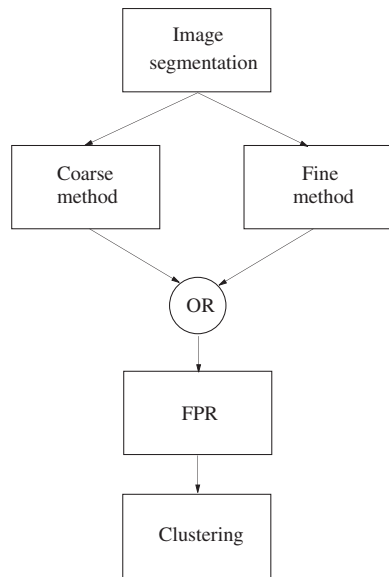 Image
segmentation
Coarse
method
Fine
method
OR
FPR
Clustering